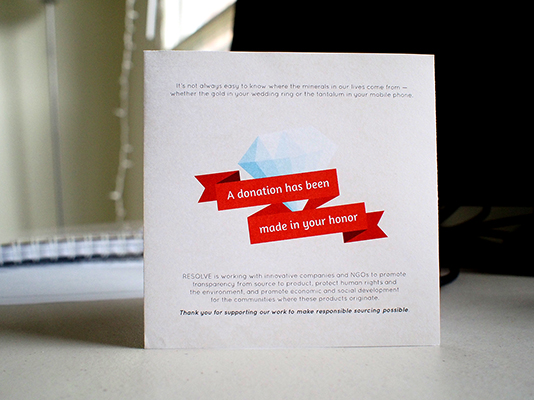 It's not always easy to know where the minerals in our lives come from —
whether the gold in your wedding ring or the tantalum in your mobile phone.
A donation has been
made in your honor
RESOLVE is working with innovative companies and NGOs to promote
transparency from source to product, protect human rights and
the environment, and promote economic and social development
for the communities where these products originate.
Thank you for supporting our work to make responsible sourcing possible.